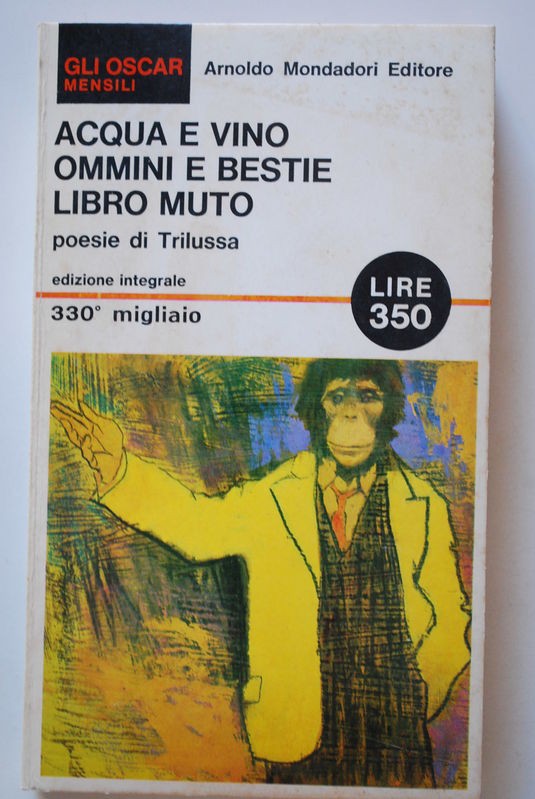 GLI OSCAR
MENSILI
Arnoldo Mondadori Editore
ACQUA E VINO
OMMINI E BESTIE
LIBRO MUTO
poesie di Trilussa
edizione integrale
330° migliaio
LIRE
350